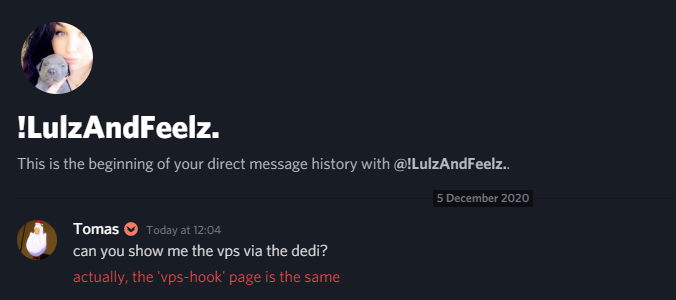 !LulzAndFeelz.
This is the beginning of your direct message history with @!LulzAndFeelz..
5 December 2020
Tomas Today at 12:04
can you show me the vps via the dedi?
actually, the 'vps-hook' page is the same